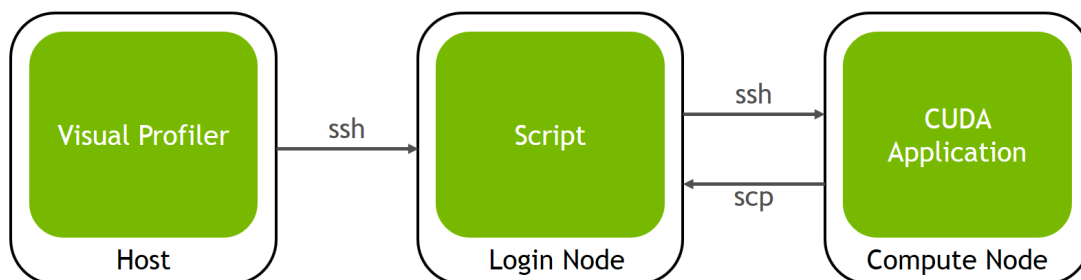 Visual Profiler
ssh
Script
ssh
scp
CUDA
Application
Host
Login Node
Compute Node